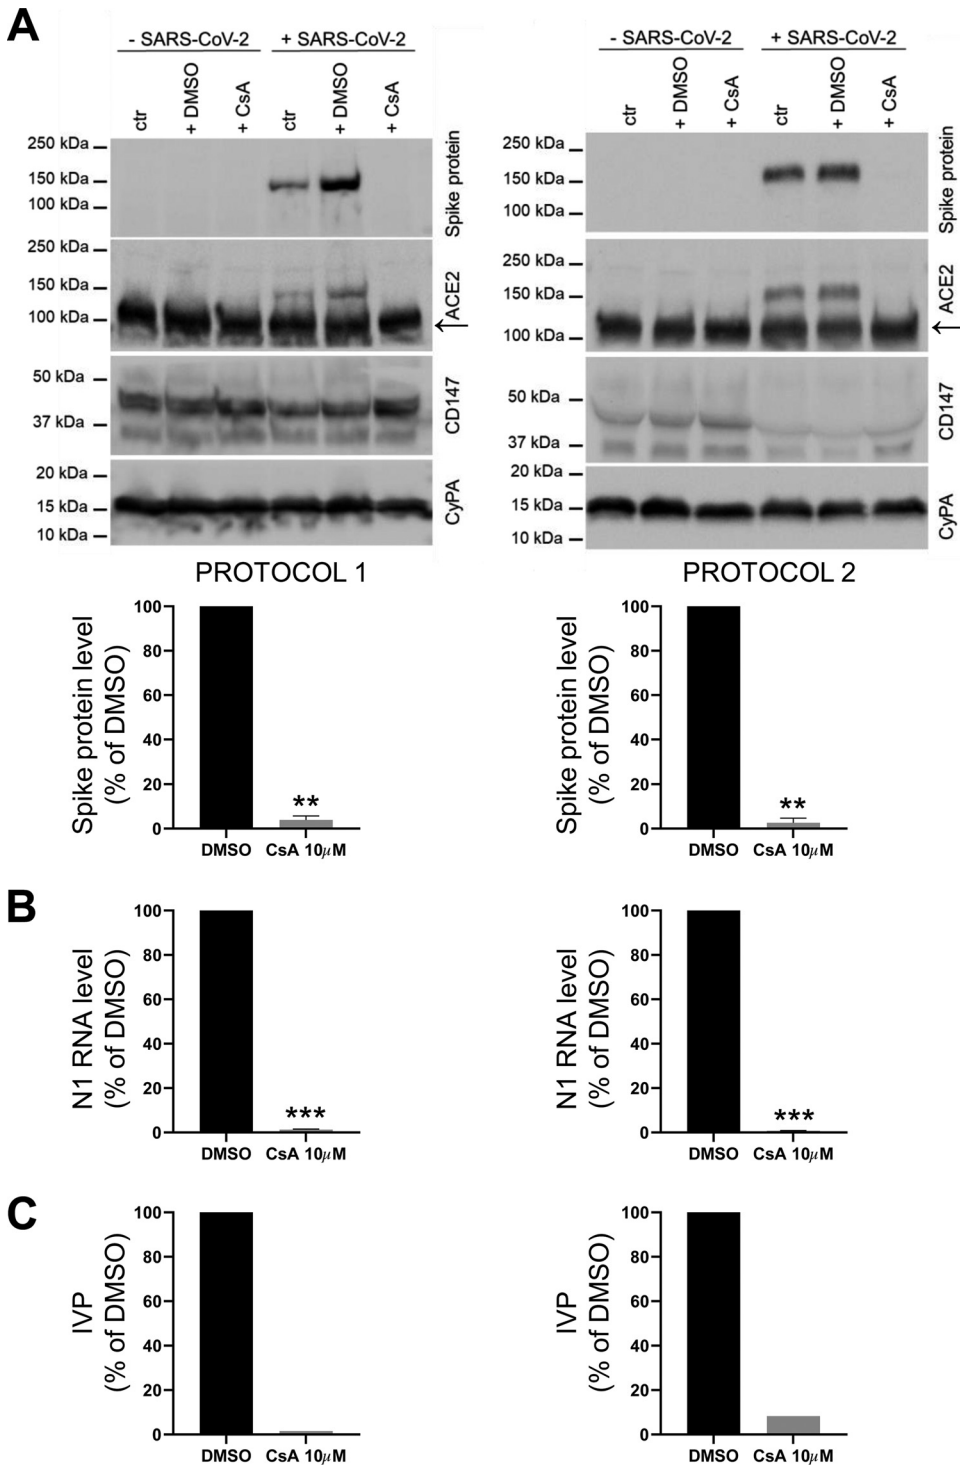 A
- SARS-CoV-2
+ SARS-CoV-2
ctr
+ DMSO
+ CsA
ctr
+ DMSO
+ CsA
250 kDa
150 kDa
100 kDa
Spike protein
250 kDa
150 kDa
100 kDa
ACE2
50 kDa
37 kDa
CD147
20 kDa
15 kDa
10 kDa
CyPA
- SARS-CoV-2
+ SARS-CoV-2
ctr
+ DMSO
+ CsA
ctr
+ DMSO
+ CsA
250 kDa
150 kDa
100 kDa
Spike protein
250 kDa
150 kDa
100 kDa
ACE2
50 kDa
37 kDa
CD147
20 kDa
15 kDa
10 kDa
CyPA
PROTOCOL 1
Spike protein level
(% of DMSO)
100
80
60
40
20
0
**
DMSO
CsA 10µM
PROTOCOL 2
Spike protein level
(% of DMSO)
100
80
60
40
20
0
**
DMSO
CsA 10µM
B
N1 RNA level
(% of DMSO)
100
80
60
40
20
0
***
DMSO
CsA 10µM
N1 RNA level
(% of DMSO)
100
80
60
40
20
0
***
DMSO
CsA 10µM
C
IVP
(% of DMSO)
100
80
60
40
20
0
DMSO
CsA 10µM
IVP
(% of DMSO)
100
80
60
40
20
0
DMSO
CsA 10µM